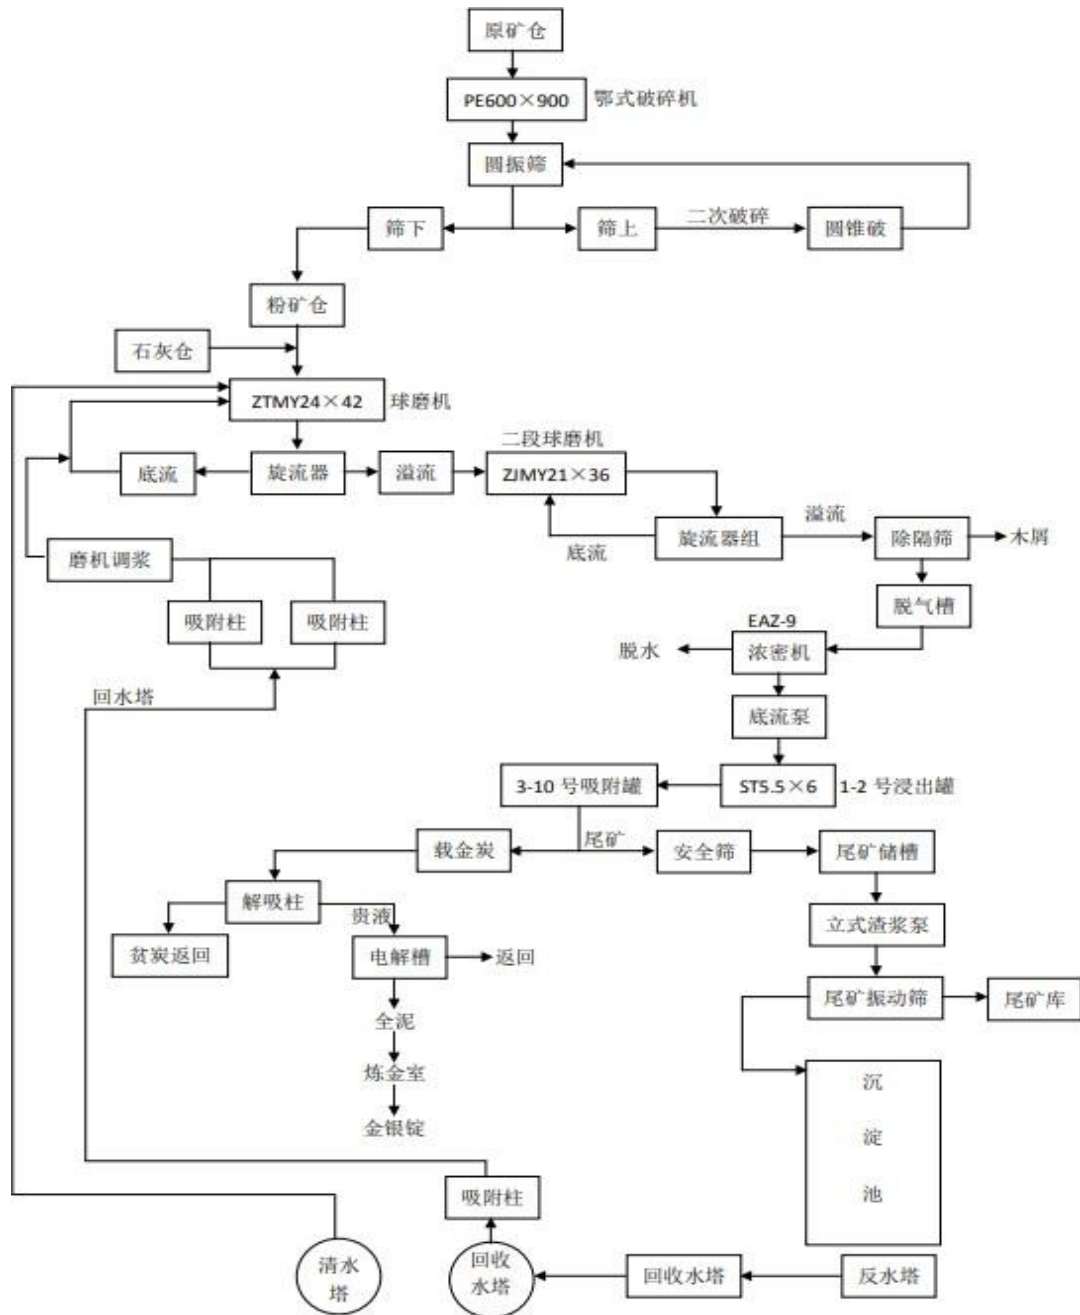 原矿仓
PE600×900 鄂式破碎机
圆振筛
筛下
筛上
二次破碎
圆锥破
粉矿仓
石灰仓
ZTMY24×42 球磨机
底流
旋流器
溢流
二段球磨机
ZJMY21×36
底流
旋流器组
溢流
除隔筛
木屑
磨机调浆
吸附柱
吸附柱
脱气槽
EAZ-9
脱水
浓密机
回水塔
底流泵
3-10 号吸附罐
ST5.5×6 1-2 号浸出罐
载金炭
尾矿
安全筛
尾矿储槽
解吸柱
贵液
立式渣浆泵
贫炭返回
电解槽
返回
尾矿振动筛
尾矿库
全泥
炼金室
金银锭
沉
淀
池
吸附柱
清水
塔
回收
水塔
回收水塔
反水塔